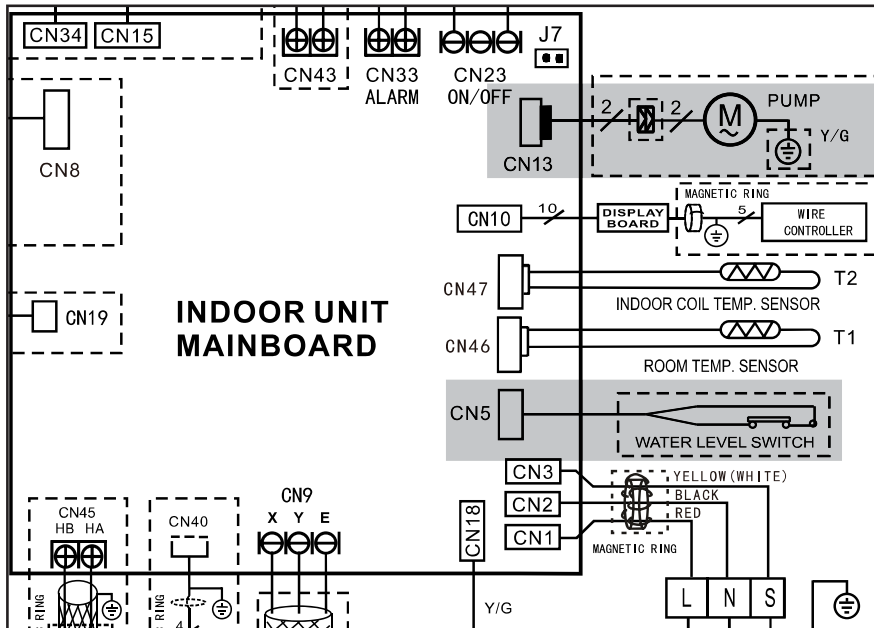 CN34
CN15
CN43
CN33
ALARM
CN23
ON/OFF
J7
CN8
CN13
2
2
M
~
PUMP
Y/G
CN10
10
DISPLAY
BOARD
MAGNETIC RING
5
WIRE
CONTROLLER
CN47
T2
INDOOR COIL TEMP. SENSOR
CN19
INDOOR UNIT
MAINBOARD
CN46
T1
ROOM TEMP. SENSOR
CN5
WATER LEVEL SWITCH
CN3
YELLOW(WHITE)
CN2
BLACK
CN1
RED
MAGNETIC RING
CN45
HB HA
CN40
CN9
X Y E
CN18
RING
RING
4
Y/G
L N S